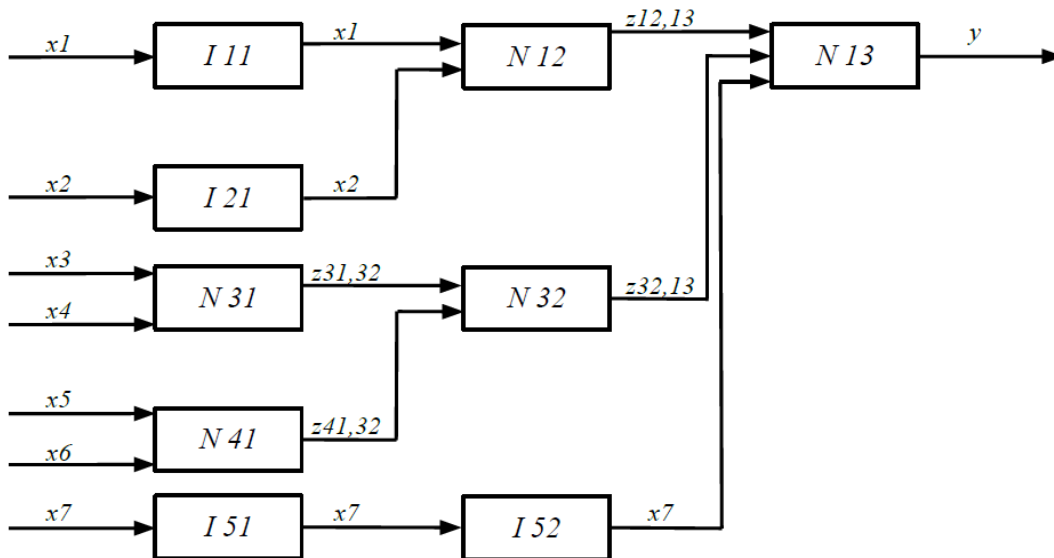 x1 I 11 x1 N 12 z12,13 N 13 y
x2 I 21 x2
x3 N 31 z31,32 N 32 z32,13
x4
x5 N 41 z41,32
x6
x7 I 51 x7 I 52 x7